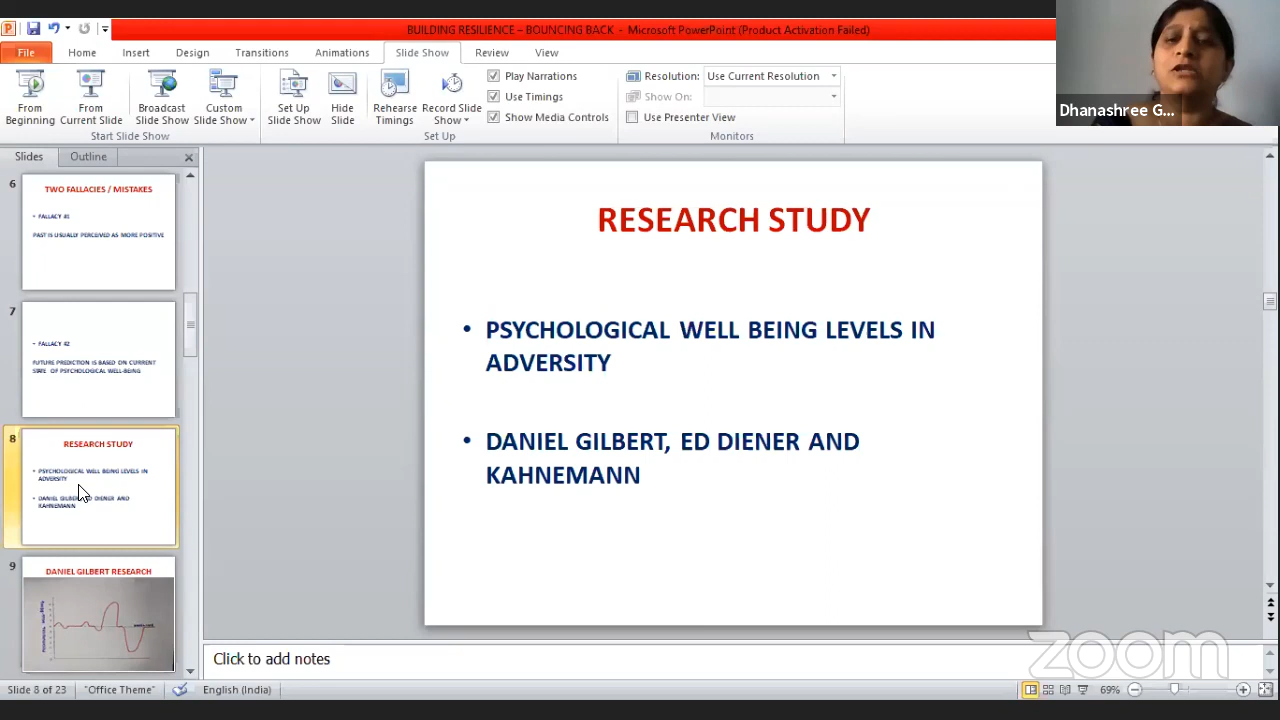 BUILDING RESILIENCE – BOUNCING BACK - Microsoft PowerPoint (Product Activation Failed)
File Home Insert Design Transitions Animations Slide Show Review View
From Beginning
From Current Slide
Broadcast Slide Show
Custom Slide Show
Start Slide Show
Set Up Slide Show
Hide Slide
Rehearse Timings
Record Slide Show
Play Narrations
Use Timings
Show Media Controls
Set Up
Resolution: Use Current Resolution
Show On:
Use Presenter View
Monitors
Dhanashree G...
Slides Outline
6
TWO FALLACIES / MISTAKES
• FALLACY #1
PAST IS USUALLY PERCEIVED AS MORE POSITIVE
7
• FALLACY #2
FUTURE PREDICTION IS BASED ON CURRENT
STATE OF PSYCHOLOGICAL WELL-BEING
8
RESEARCH STUDY
• PSYCHOLOGICAL WELL BEING LEVELS IN
ADVERSITY
• DANIEL GILBERT, ED DIENER AND
KAHNEMANN
9
DANIEL GILBERT RESEARCH
RESEARCH STUDY
• PSYCHOLOGICAL WELL BEING LEVELS IN
ADVERSITY
• DANIEL GILBERT, ED DIENER AND
KAHNEMANN
Click to add notes
zoom
Slide 8 of 23 "Office Theme" English (India) 69%